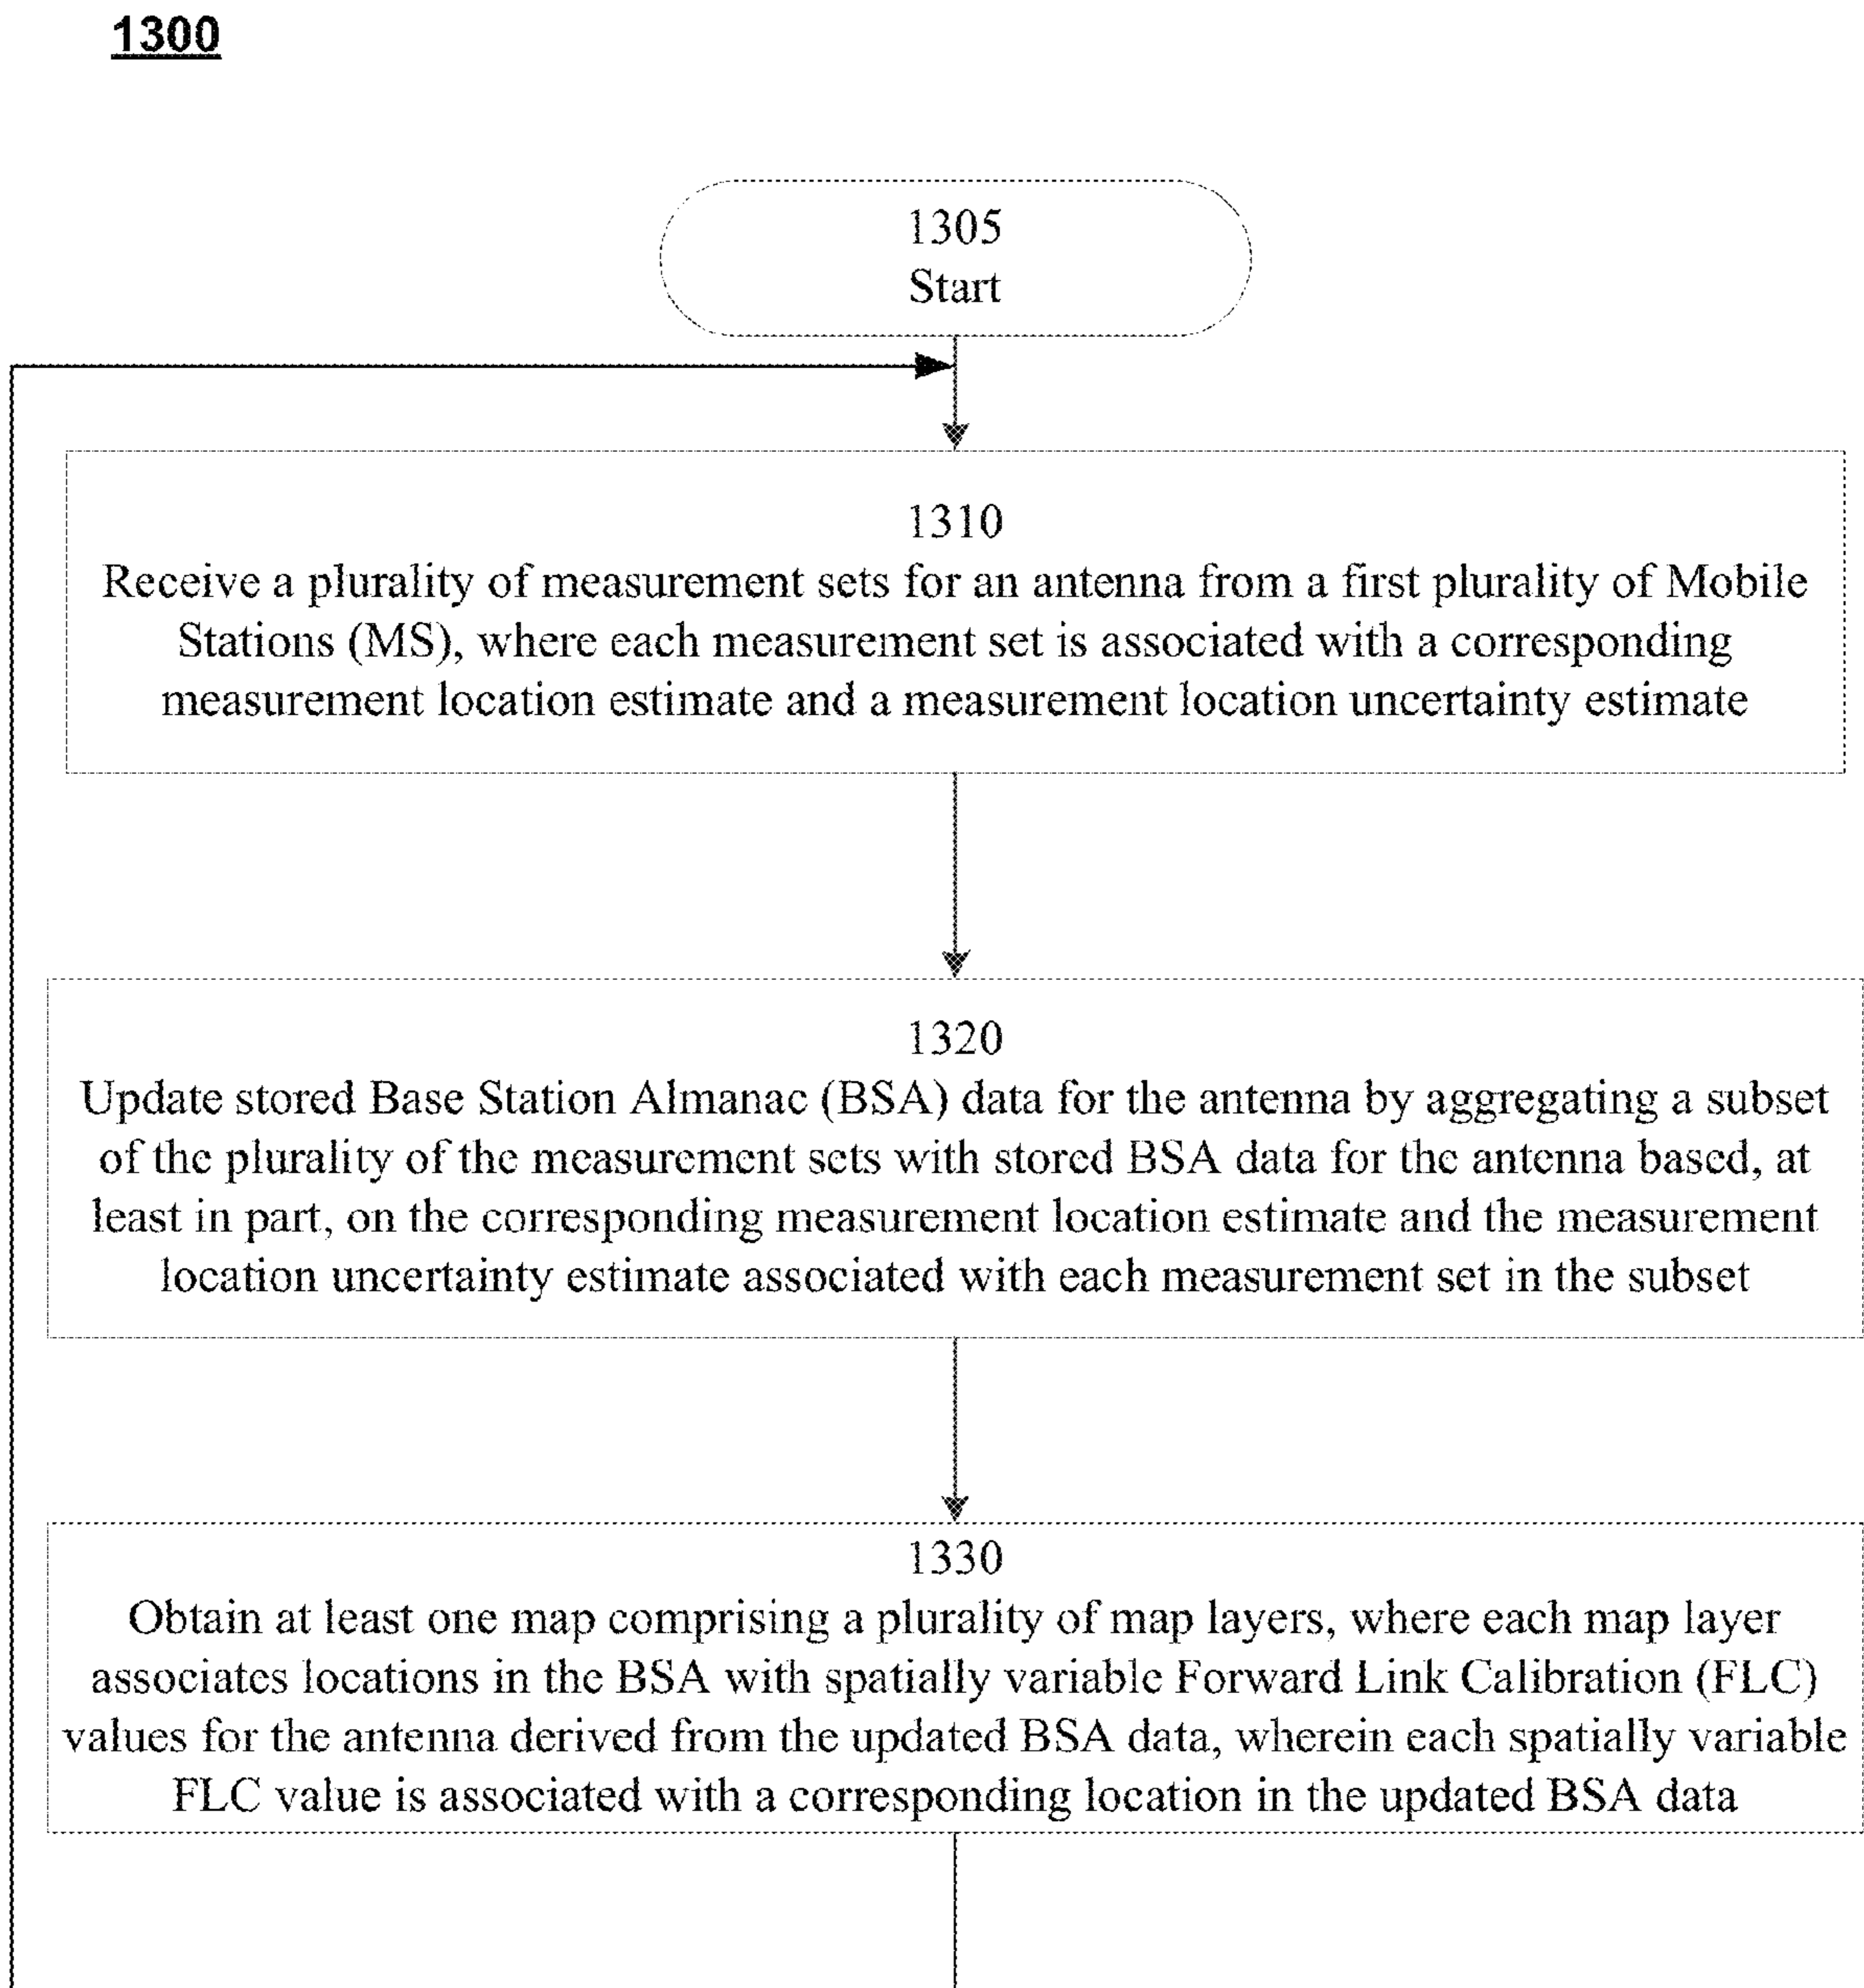 1300
1305
Start
1310
Receive a plurality of measurement sets for an antenna from a first plurality of Mobile
Stations (MS), where each measurement set is associated with a corresponding
measurement location estimate and a measurement location uncertainty estimate
1320
Update stored Base Station Almanac (BSA) data for the antenna by aggregating a subset
of the plurality of the measurement sets with stored BSA data for the antenna based, at
least in part, on the corresponding measurement location estimate and the measurement
location uncertainty estimate associated with each measurement set in the subset
1330
Obtain at least one map comprising a plurality of map layers, where each map layer
associates locations in the BSA with spatially variable Forward Link Calibration (FLC)
values for the antenna derived from the updated BSA data, wherein each spatially variable
FLC value is associated with a corresponding location in the updated BSA data